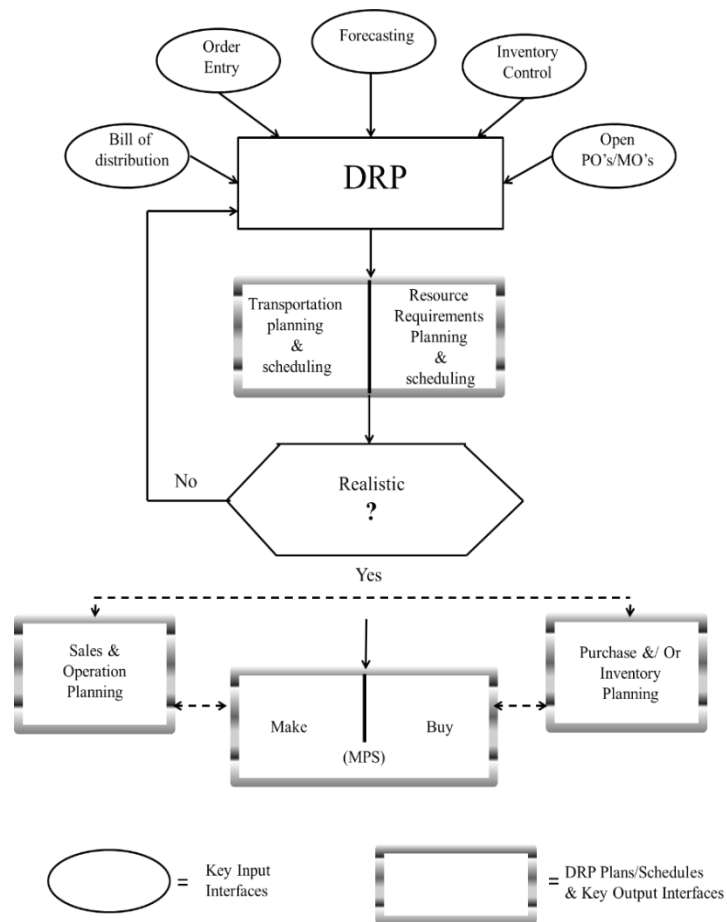 Forecasting
Order
Entry
Inventory
Control
Bill of
distribution
Open
PO's/MO's
DRP
Transportation
planning
&
scheduling
Resource
Requirements
Planning
&
scheduling
No
Realistic
?
Yes
Sales &
Operation
Planning
Purchase &/ Or
Inventory
Planning
Make
Buy
(MPS)
=
Key Input
Interfaces
=
DRP Plans/Schedules
& Key Output Interfaces